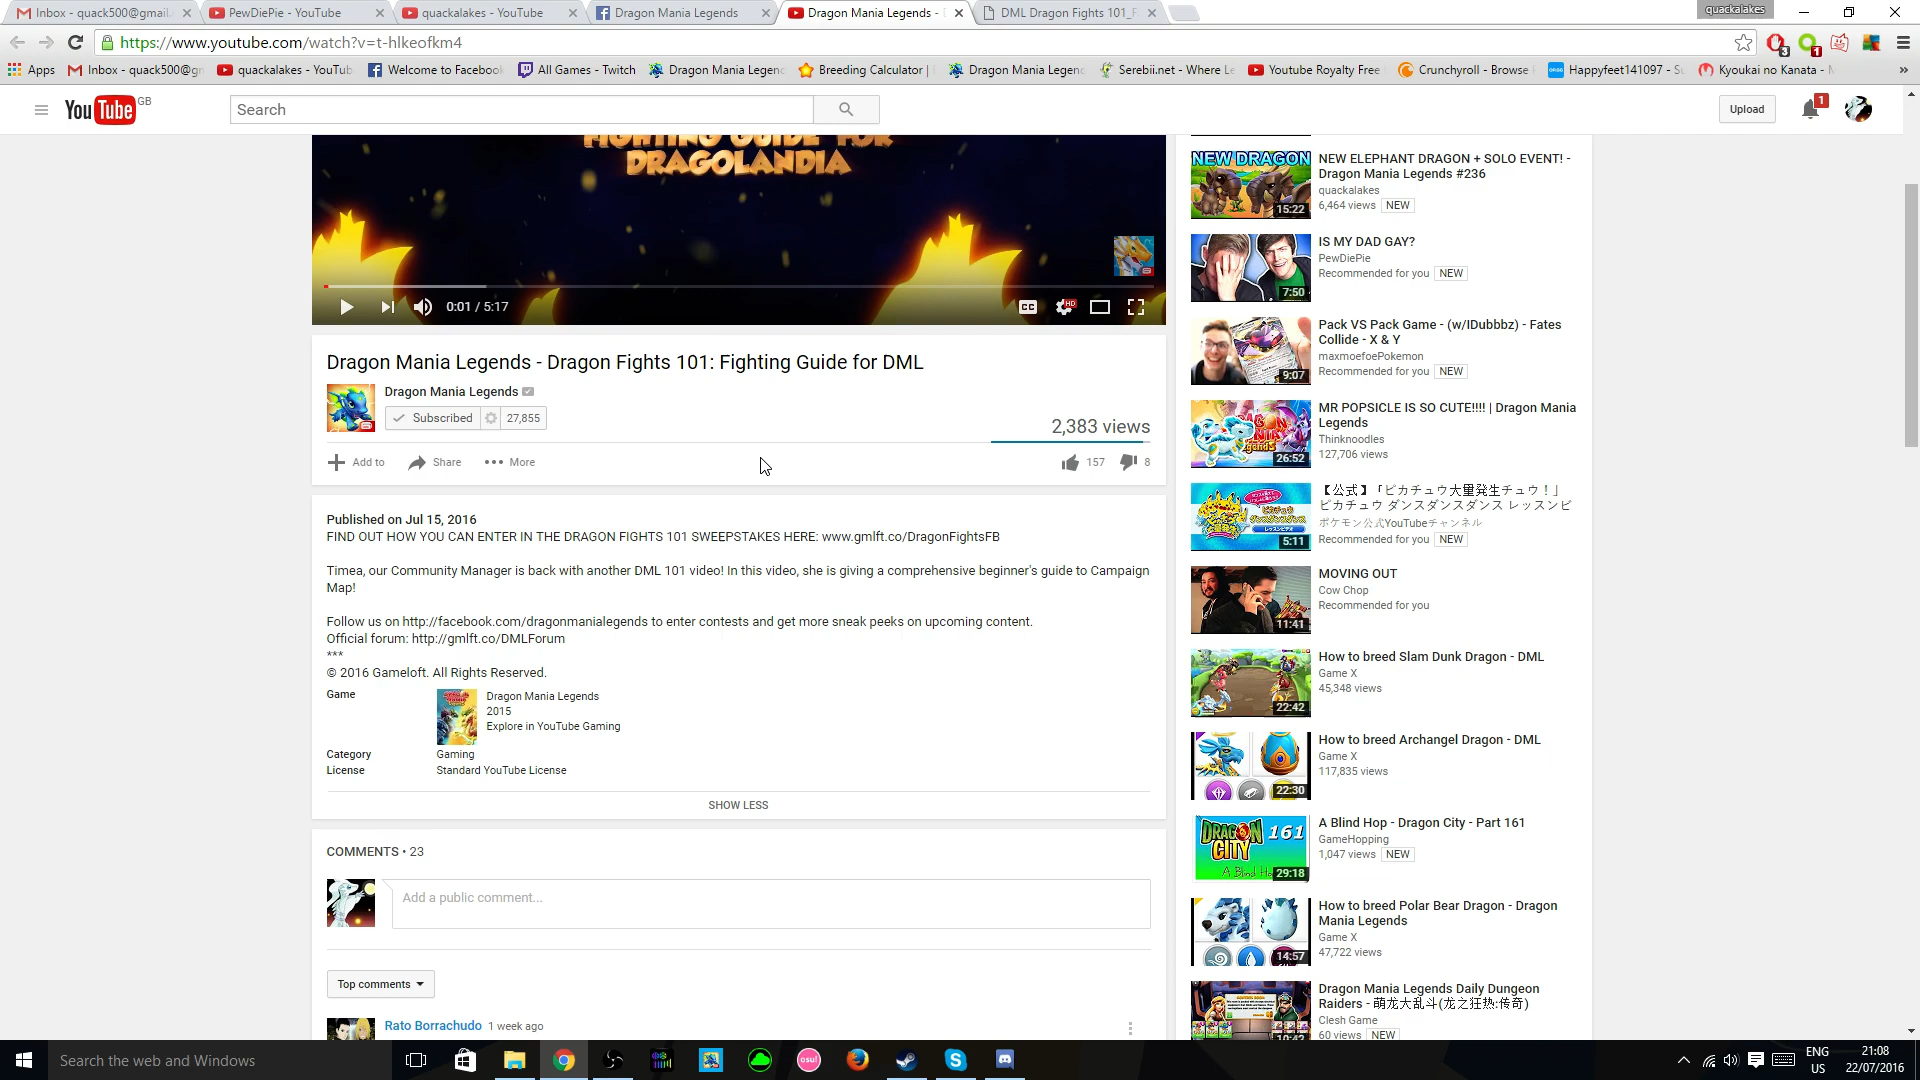 Inbox - quack500@gmail.
PewDiePie - YouTube
quackalakes - YouTube
Dragon Mania Legends
Dragon Mania Legends -
DML Dragon Fights 101_F
quackalakes
https://www.youtube.com/watch?v=t-hlkeofkm4
3
1
Apps
Inbox - quack500@gm
quackalakes - YouTub
Welcome to Facebook
All Games - Twitch
Dragon Mania Legend
Breeding Calculator |
Dragon Mania Legend
Serebii.net - Where Le
Youtube Royalty Free
Crunchyroll - Browse
Happyfeet141097 - Su
Kyoukai no Kanata -
»
YouTube GB
Search
Upload
1
FIGHTING GUIDE FOR
DRAGOLANDIA
0:01 / 5:17
CC
HD
Dragon Mania Legends - Dragon Fights 101: Fighting Guide for DML
Dragon Mania Legends
Subscribed
27,855
2,383 views
Add to
Share
More
157
8
Published on Jul 15, 2016
FIND OUT HOW YOU CAN ENTER IN THE DRAGON FIGHTS 101 SWEEPSTAKES HERE: www.gmlft.co/DragonFightsFB
Timea, our Community Manager is back with another DML 101 video! In this video, she is giving a comprehensive beginner's guide to Campaign
Map!
Follow us on http://facebook.com/dragonmanialegends to enter contests and get more sneak peeks on upcoming content.
Official forum: http://gmlft.co/DMLForum
***
© 2016 Gameloft. All Rights Reserved.
Game
Dragon Mania Legends
2015
Explore in YouTube Gaming
Category
Gaming
License
Standard YouTube License
SHOW LESS
COMMENTS • 23
Add a public comment...
Top comments
Rato Borrachudo 1 week ago
NEW DRAGON
15:22
NEW ELEPHANT DRAGON + SOLO EVENT! -
Dragon Mania Legends #236
quackalakes
6,464 views NEW
7:50
IS MY DAD GAY?
PewDiePie
Recommended for you NEW
9:07
Pack VS Pack Game - (w/IDubbbz) - Fates
Collide - X & Y
maxmoefoePokemon
Recommended for you NEW
26:52
MR POPSICLE IS SO CUTE!!!! | Dragon Mania
Legends
Thinknoodles
127,706 views
5:11
【公式】「ピカチュウ大量発生チュウ！」
ピカチュウ ダンスダンスダンス レッスンビ
ポケモン公式YouTubeチャンネル
Recommended for you NEW
11:41
MOVING OUT
Cow Chop
Recommended for you
22:42
How to breed Slam Dunk Dragon - DML
Game X
45,348 views
22:30
How to breed Archangel Dragon - DML
Game X
117,835 views
DRAGON CITY 161
A Blind Ho
29:18
A Blind Hop - Dragon City - Part 161
GameHopping
1,047 views NEW
14:57
How to breed Polar Bear Dragon - Dragon
Mania Legends
Game X
47,722 views
10:42
Dragon Mania Legends Daily Dungeon
Raiders - 萌龙大乱斗(龙之狂热:传奇)
Clesh Game
60 views NEW
Search the web and Windows
osu!
ENG
US
21:08
22/07/2016